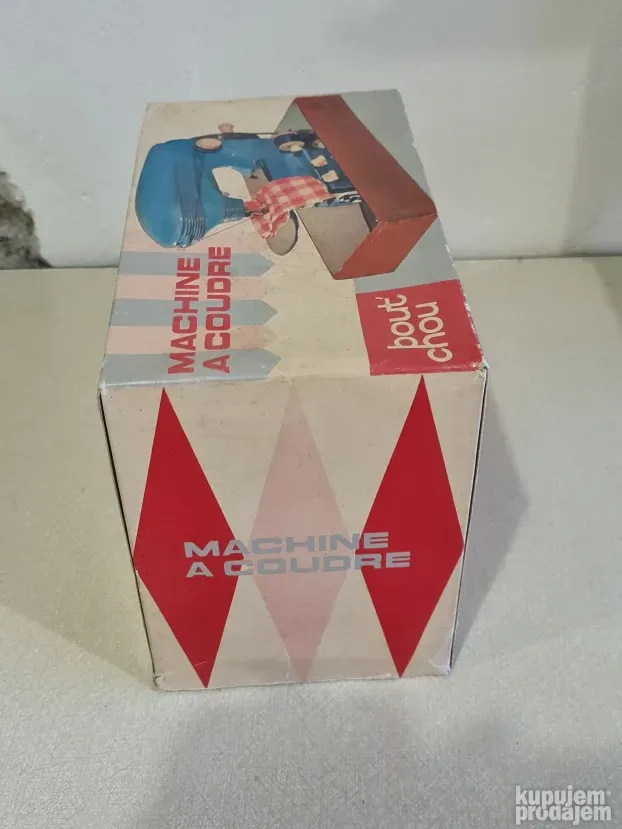 MACHINE
A COUDRE
bout'
chou
MACHINE
A COUDRE
kupujem
prodajem